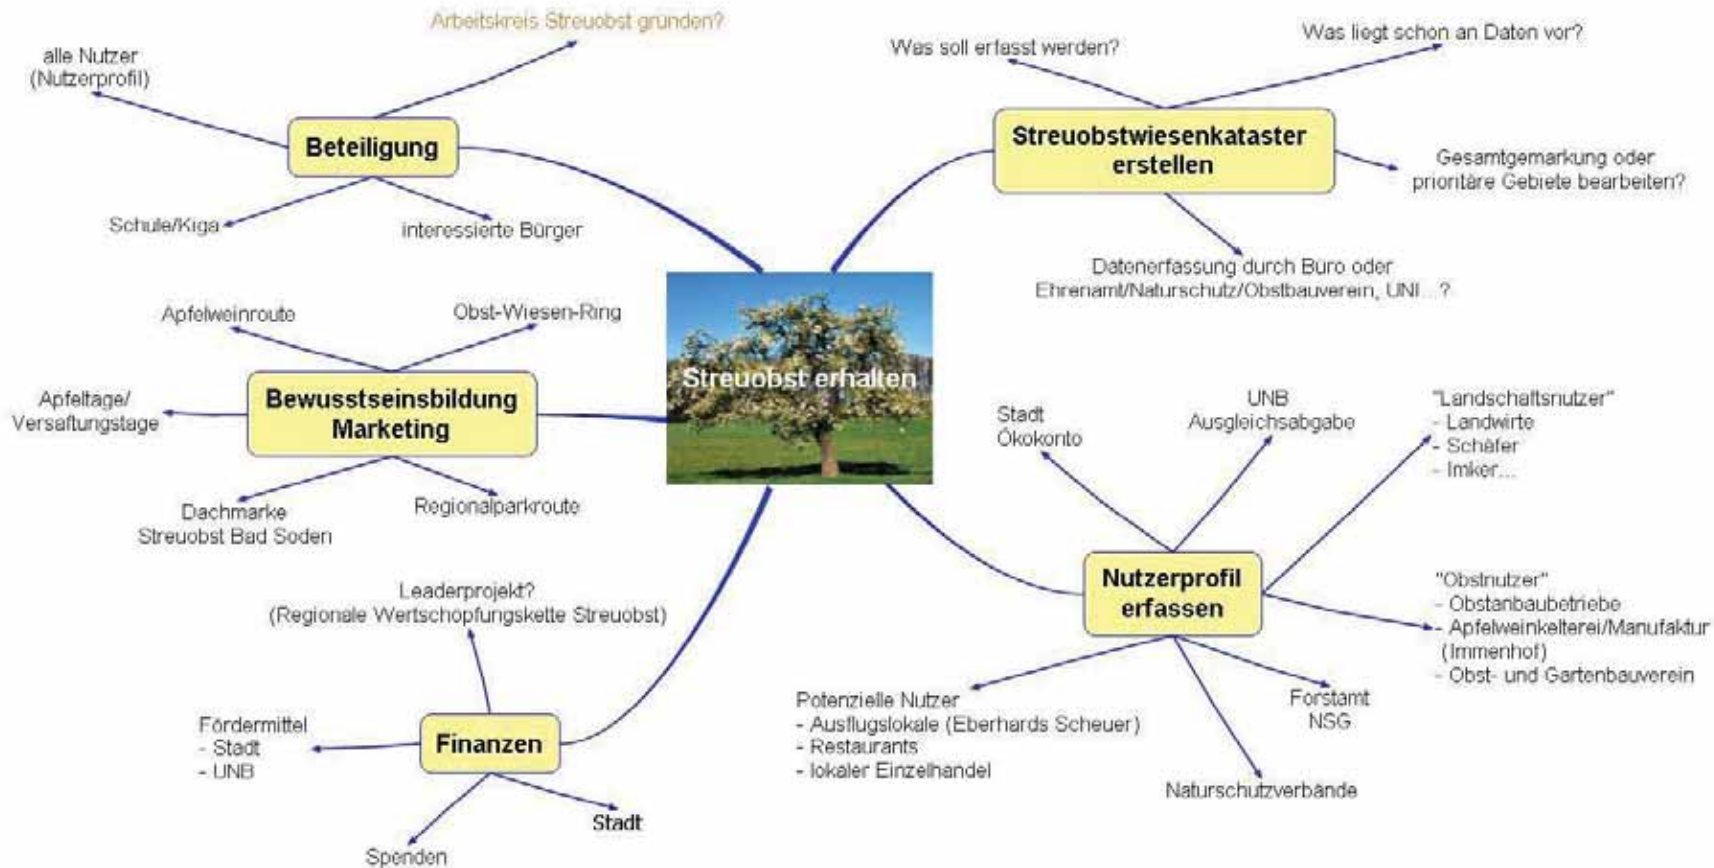 Arbeitskreis Streuobst gründen?
alle Nutzer
(Nutzerprofil)
Beteiligung
Schule/Kiga
interessierte Bürger
Was soll erfasst werden?
Was liegt schon an Daten vor?
Streuobstwiesenkataster
erstellen
Gesamtgemarkung oder
prioritäre Gebiete bearbeiten?
Datenerfassung durch Büro oder
Ehrenamt/Naturschutz/Obstbauverein, UNI...?
Apfelweinroute
Obst-Wiesen-Ring
Bewusstseinsbildung
Marketing
Apfeltage/
Versaftungstage
Dachmarke
Streuobst Bad Soden
Regionalparkroute
Streuobst erhalten
Stadt
Ökokonto
UNB
Ausgleichsabgabe
"Landschaftsnutzer"
- Landwirte
- Schäfer
- Imker...
Nutzerprofil
erfassen
"Obstnutzer"
- Obstanbaubetriebe
- Apfelweinkelterei/Manufaktur
(Immenhof)
- Obst- und Gartenbauverein
Potenzielle Nutzer
- Ausflugslokale (Eberhards Scheuer)
- Restaurants
- lokaler Einzelhandel
Forstamt
NSG
Naturschutzverbände
Leaderprojekt?
(Regionale Wertschöpfungskette Streuobst)
Fördermittel
- Stadt
- UNB
Finanzen
Stadt
Spenden